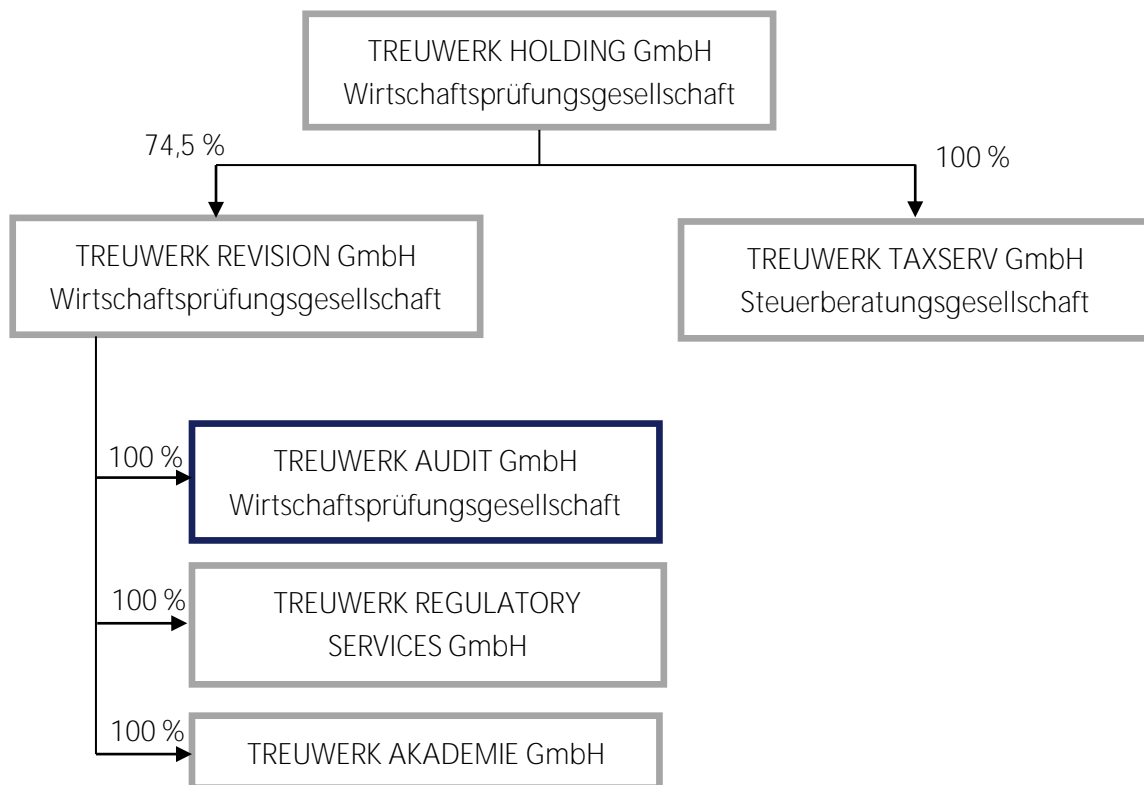 TREUWERK HOLDING GmbH
Wirtschaftsprüfungsgesellschaft
74,5 %
100 %
TREUWERK REVISION GmbH
Wirtschaftsprüfungsgesellschaft
TREUWERK TAXSERV GmbH
Steuerberatungsgesellschaft
100 %
TREUWERK AUDIT GmbH
Wirtschaftsprüfungsgesellschaft
100 %
TREUWERK REGULATORY
SERVICES GmbH
100 %
TREUWERK AKADEMIE GmbH